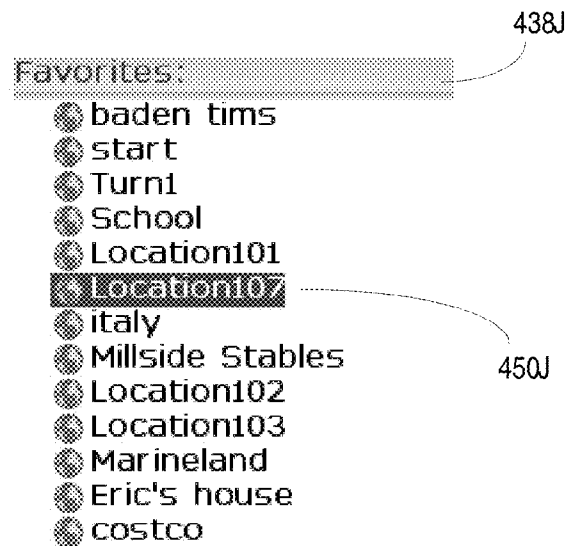 438J
Favorites:
baden tims
start
Turn1
School
Location101
Location107
italy
Millside Stables
450J
Location102
Location103
Marineland
Eric's house
costco